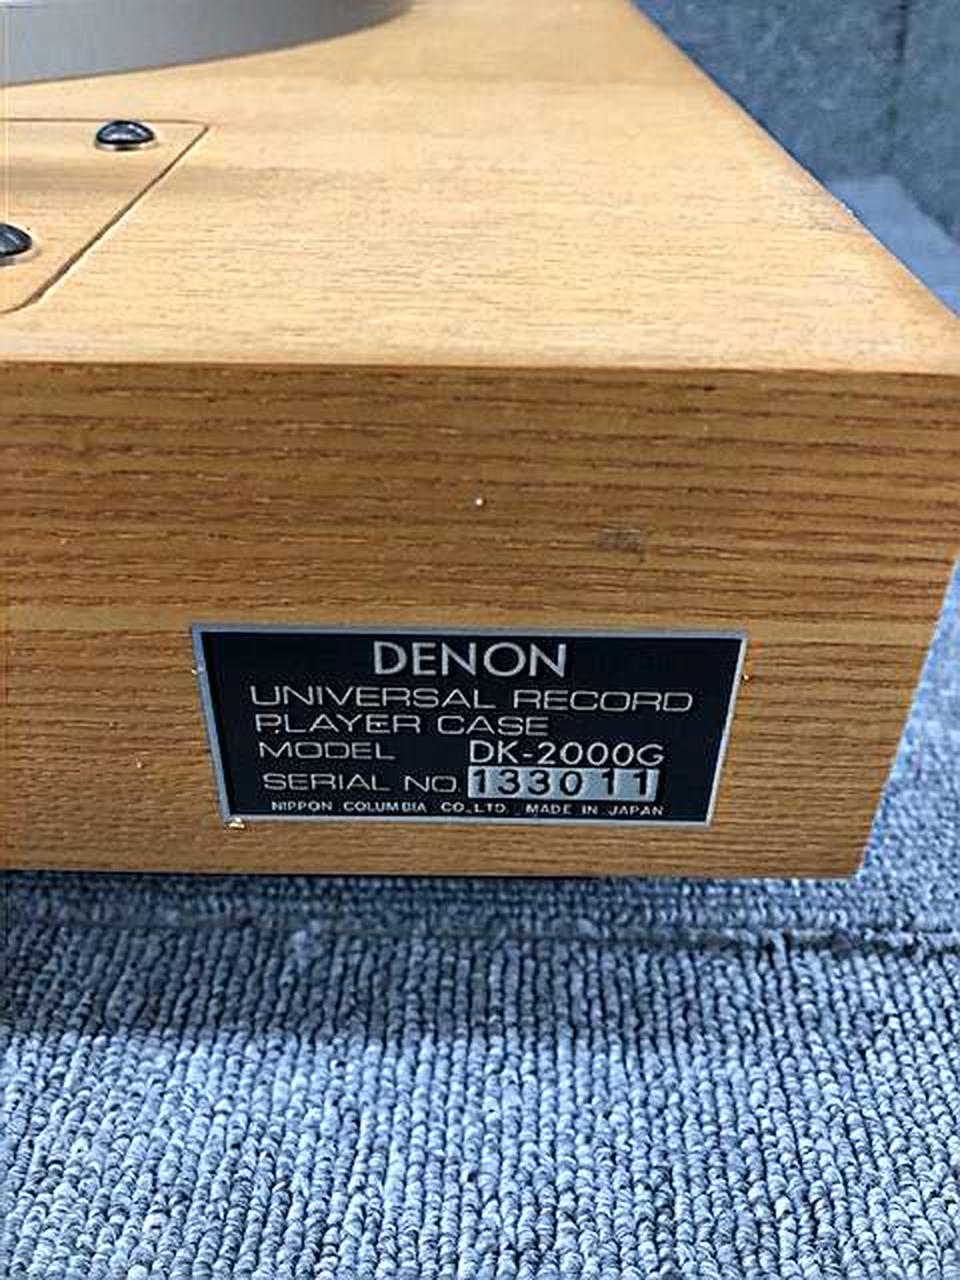 DENON
UNIVERSAL RECORD
PLAYER CASE
MODEL DK-2000G
SERIAL NO. 133011
NIPPON COLUMBIA CO.,LTD. MADE IN JAPAN